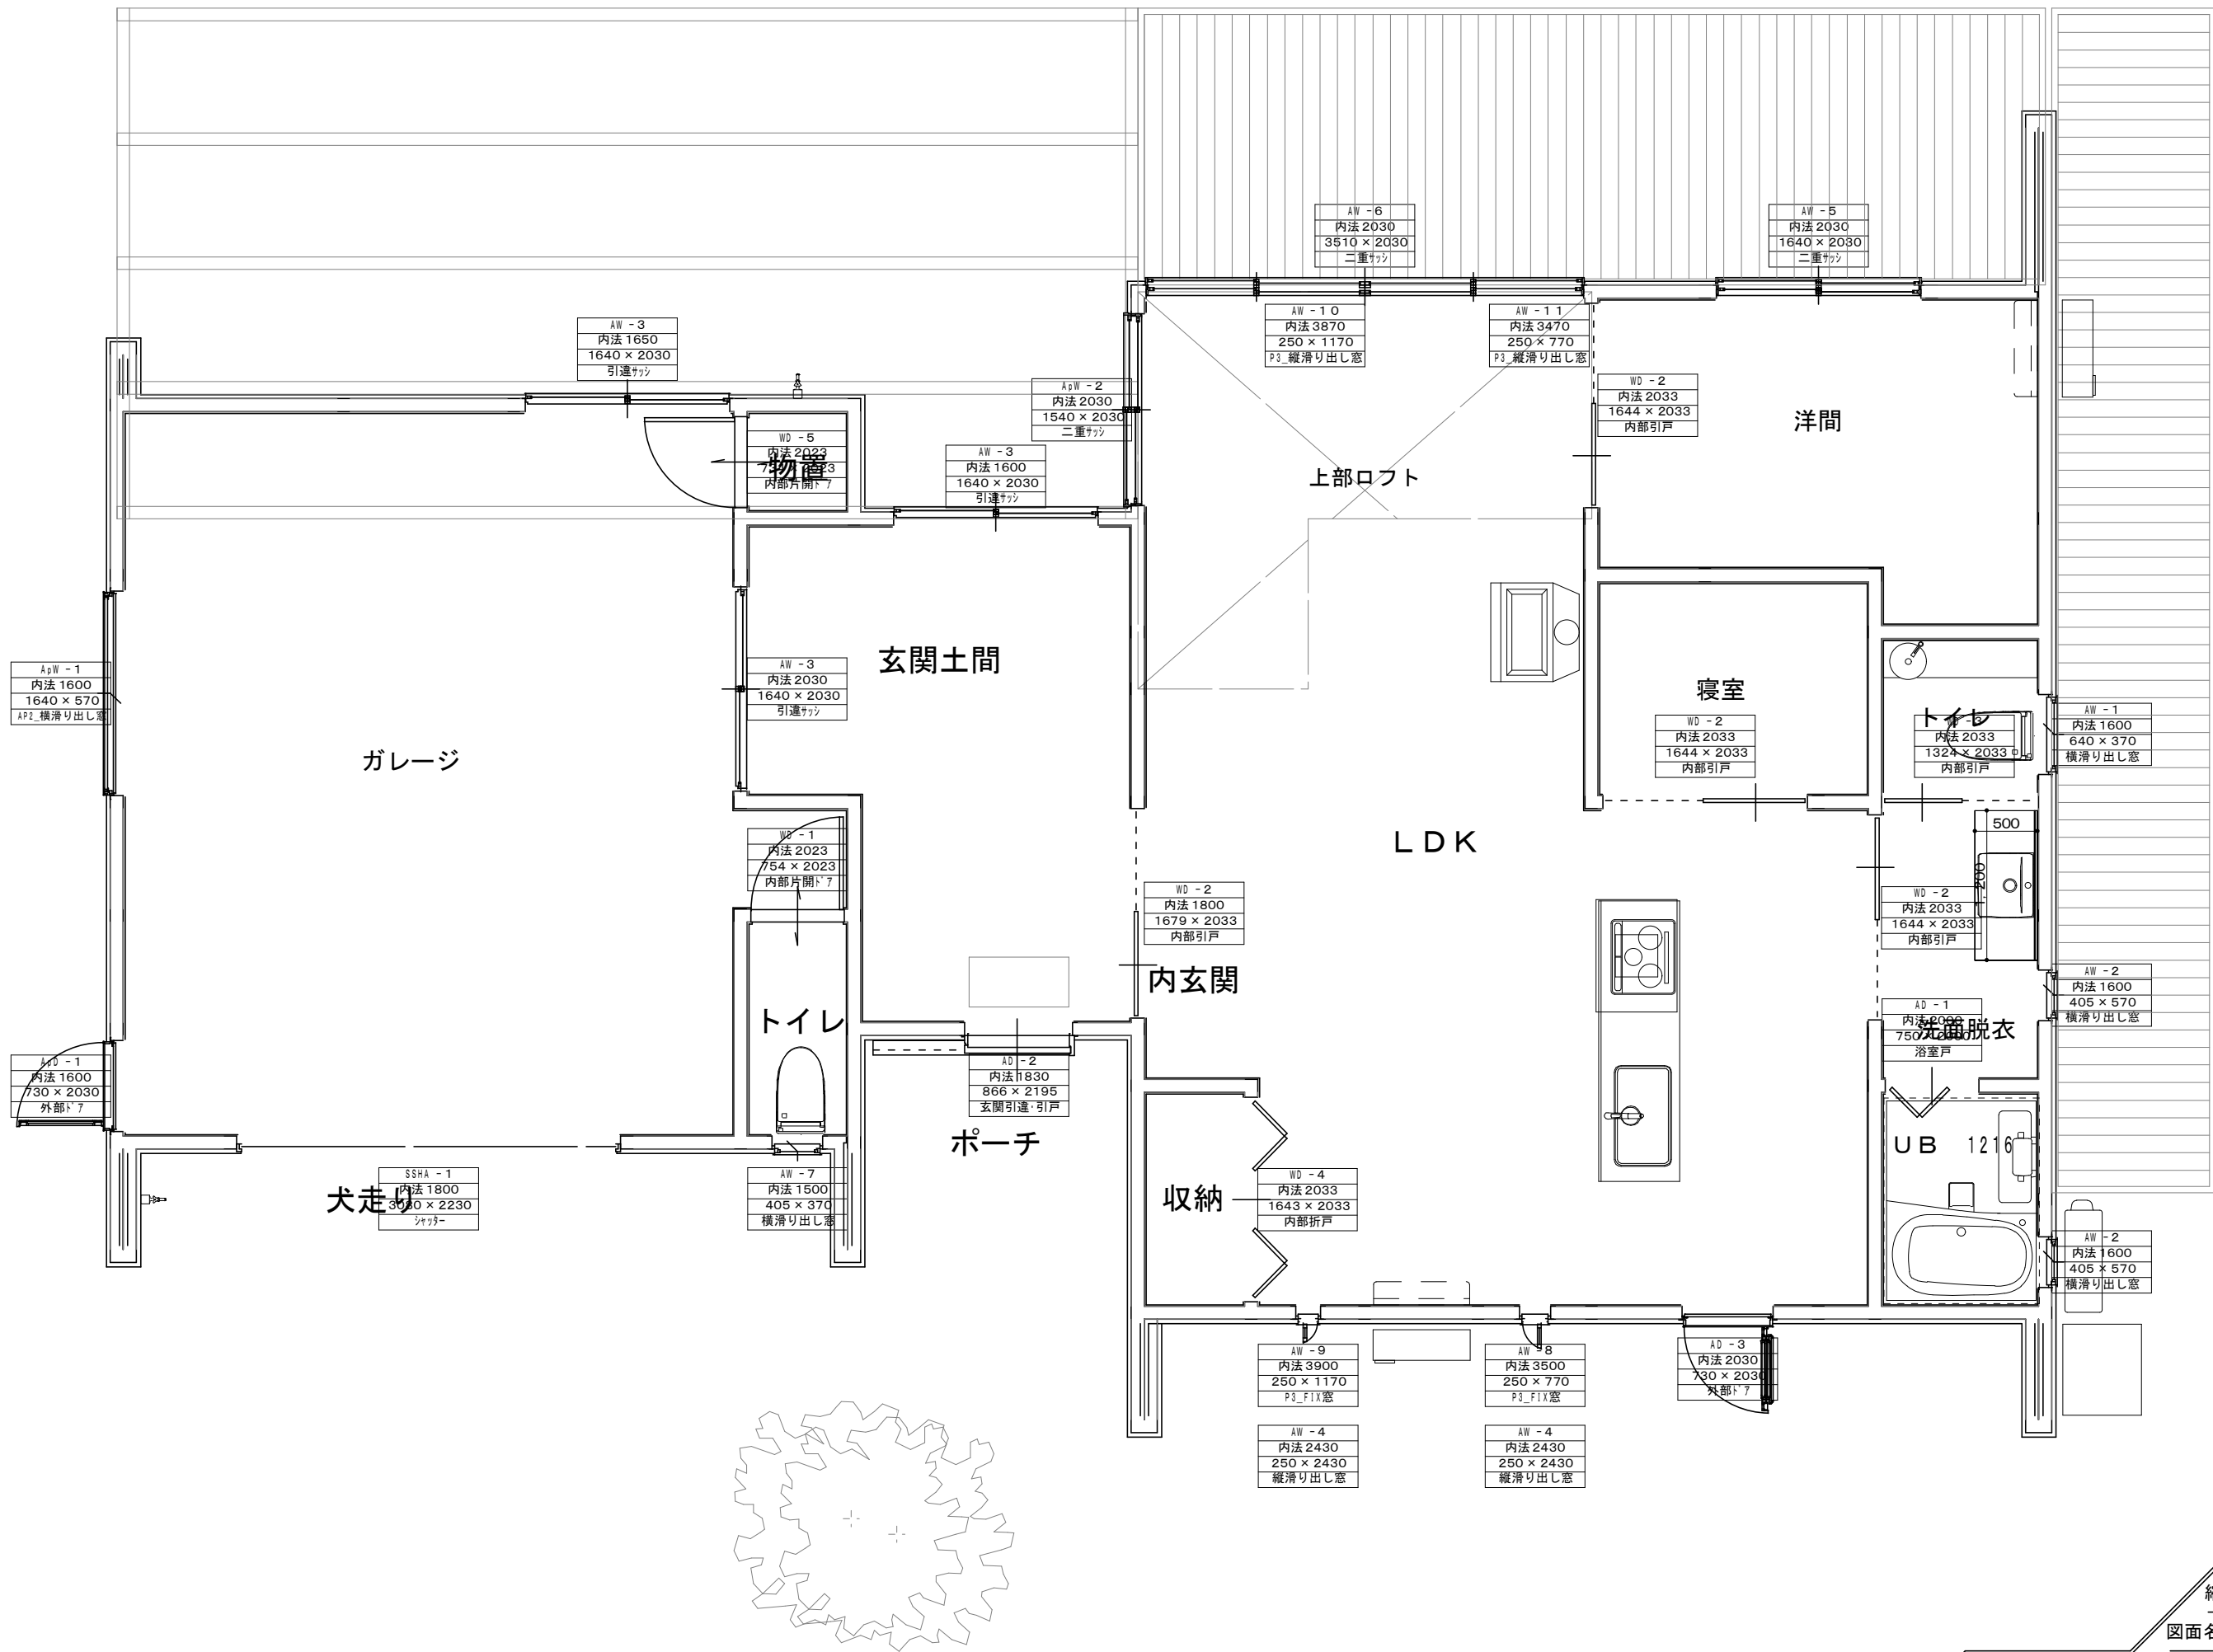 AW -6
内法 2030
3510 × 2030
二重サッシ
AW -5
内法 2030
1640 × 2030
二重サッシ
AW -10
内法 3870
250 × 1170
P3_縦滑り出し窓
AW -11
内法 3470
250 × 770
P3_縦滑り出し窓
AW -3
内法 1650
1640 × 2030
引違サッシ
ApW -2
内法 2030
1540 × 2030
二重サッシ
WD -2
内法 2033
1644 × 2033
内部引戸
洋間
WD -5
内法 2023
物置
内部片開ドア
AW -3
内法 1600
1640 × 2030
引違サッシ
上部ロフト
玄関土間
AW -3
内法 2030
1640 × 2030
引違サッシ
ApW -1
内法 1600
1640 × 570
AP2_横滑り出し窓
ガレージ
寝室
WD -2
内法 2033
1644 × 2033
内部引戸
トイレ
WD -3
内法 2033
1324 × 2033
内部引戸
AW -1
内法 1600
640 × 370
横滑り出し窓
LDK
500
1200
WD -1
内法 2023
754 × 2023
内部片開ドア
WD -2
内法 1800
1679 × 2033
内部引戸
WD -2
内法 2033
1644 × 2033
内部引戸
内玄関
AW -2
内法 1600
405 × 570
横滑り出し窓
トイレ
AD -1
内法 2000
洗面脱衣
浴室戸
ApD -1
内法 1600
730 × 2030
外部ドア
AD -2
内法 1830
866 × 2195
玄関引違・引戸
ポーチ
UB 1216
犬走り
SSHA -1
内法 1800
3080 × 2230
シャッター
AW -7
内法 1500
405 × 370
横滑り出し窓
収納
WD -4
内法 2033
1643 × 2033
内部折戸
AW -2
内法 1600
405 × 570
横滑り出し窓
AW -9
内法 3900
250 × 1170
P3_FIX窓
AW -8
内法 3500
250 × 770
P3_FIX窓
AD -3
内法 2030
730 × 2030
外部ドア
AW -4
内法 2430
250 × 2430
縦滑り出し窓
AW -4
内法 2430
250 × 2430
縦滑り出し窓
図面名